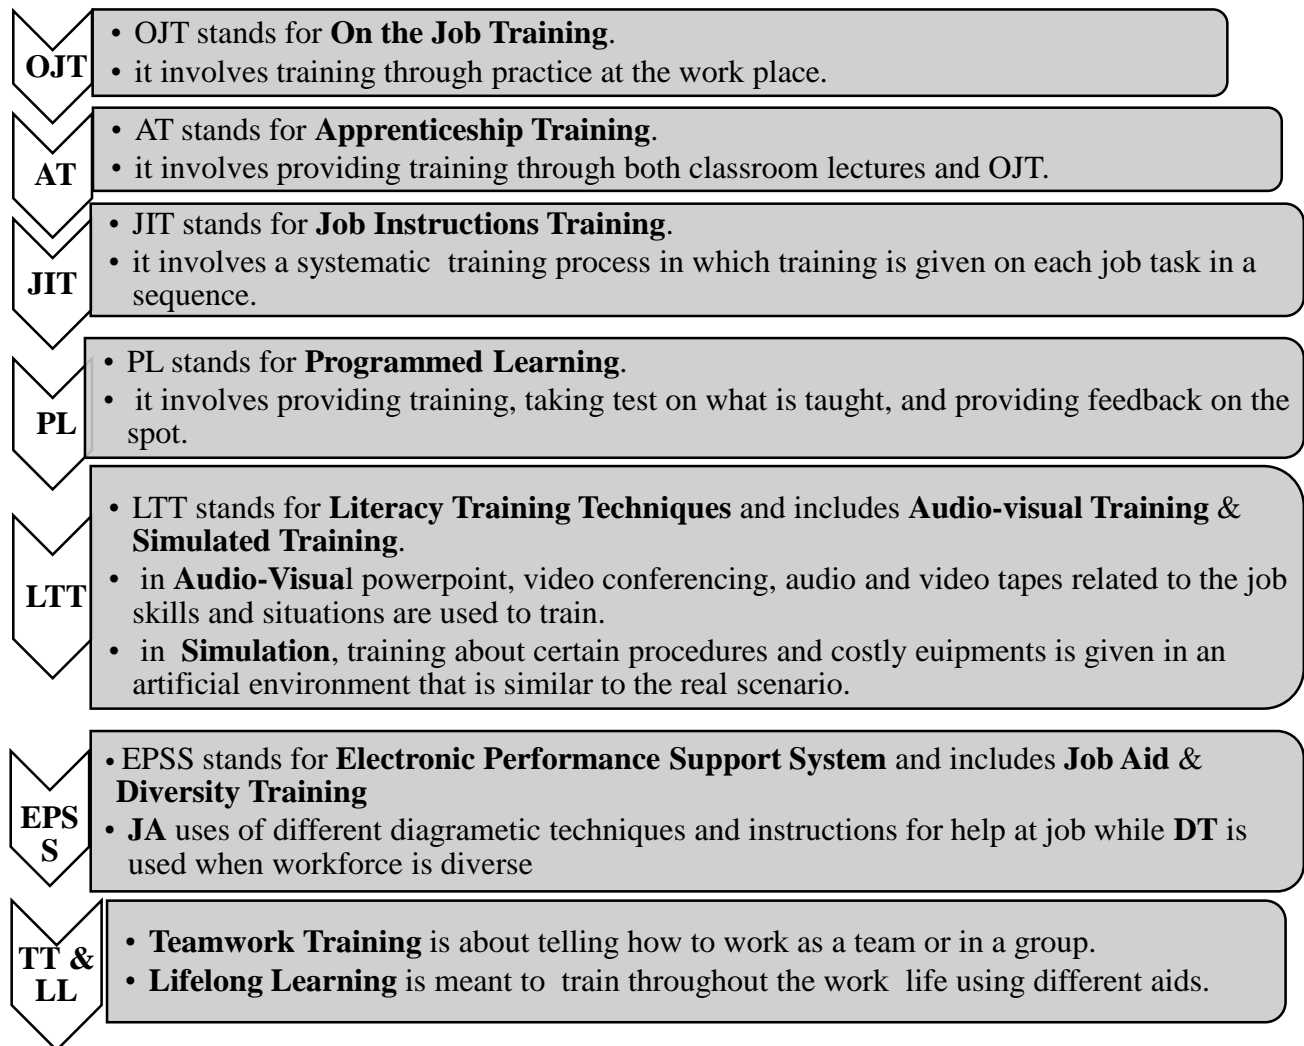 OJT
• OJT stands for On the Job Training.
• it involves training through practice at the work place.
AT
• AT stands for Apprenticeship Training.
• it involves providing training through both classroom lectures and OJT.
JIT
• JIT stands for Job Instructions Training.
• it involves a systematic training process in which training is given on each job task in a
sequence.
PL
• PL stands for Programmed Learning.
• it involves providing training, taking test on what is taught, and providing feedback on the
spot.
LTT
• LTT stands for Literacy Training Techniques and includes Audio-visual Training &
Simulated Training.
• in Audio-Visual powerpoint, video conferencing, audio and video tapes related to the job
skills and situations are used to train.
• in Simulation, training about certain procedures and costly euipments is given in an
artificial environment that is similar to the real scenario.
EPS
S
• EPSS stands for Electronic Performance Support System and includes Job Aid &
Diversity Training
• JA uses of different diagrametic techniques and instructions for help at job while DT is
used when workforce is diverse
TT &
LL
• Teamwork Training is about telling how to work as a team or in a group.
• Lifelong Learning is meant to train throughout the work life using different aids.